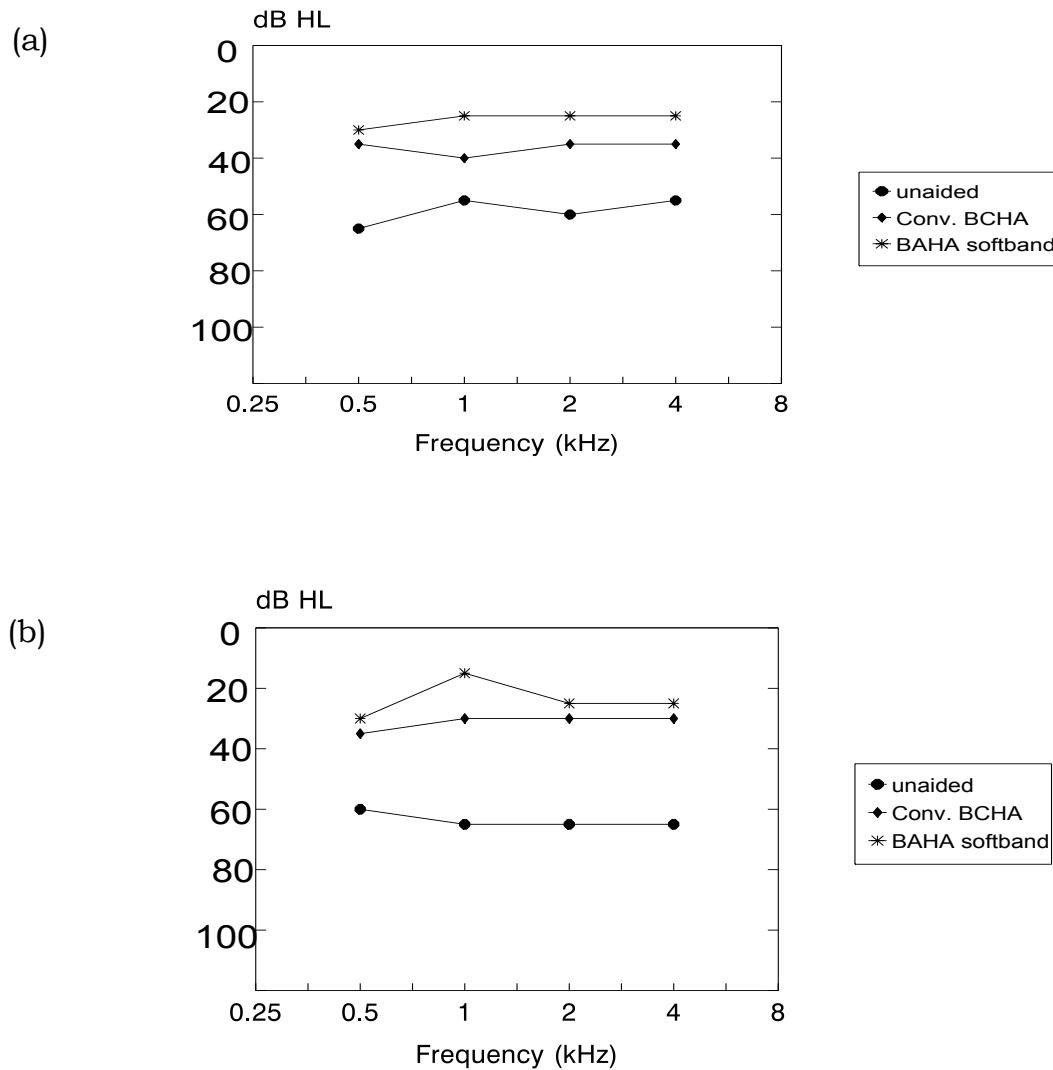 (a)
dB HL
0
20
40
60
80
100
0.25 0.5 1 2 4 8
Frequency (kHz)
unaided
Conv. BCHA
BAHA softband
(b)
dB HL
0
20
40
60
80
100
0.25 0.5 1 2 4 8
Frequency (kHz)
unaided
Conv. BCHA
BAHA softband